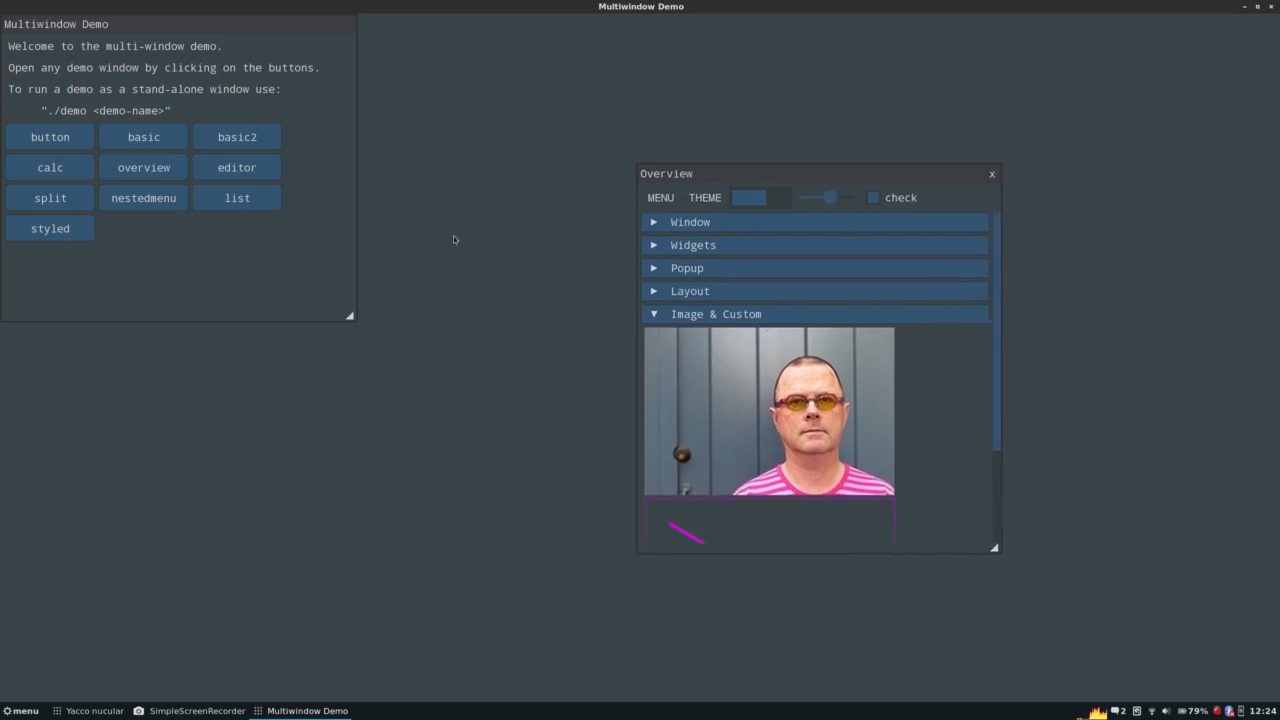 Multiwindow Demo
Multiwindow Demo
Welcome to the multi-window demo.
Open any demo window by clicking on the buttons.
To run a demo as a stand-alone window use:
"./demo <demo-name>"
button basic basic2
calc overview editor
split nestedmenu list
styled
Overview x
MENU THEME check
Window
Widgets
Popup
Layout
Image & Custom
menu Yacco nucular SimpleScreenRecorder Multiwindow Demo 2 79% 12:24